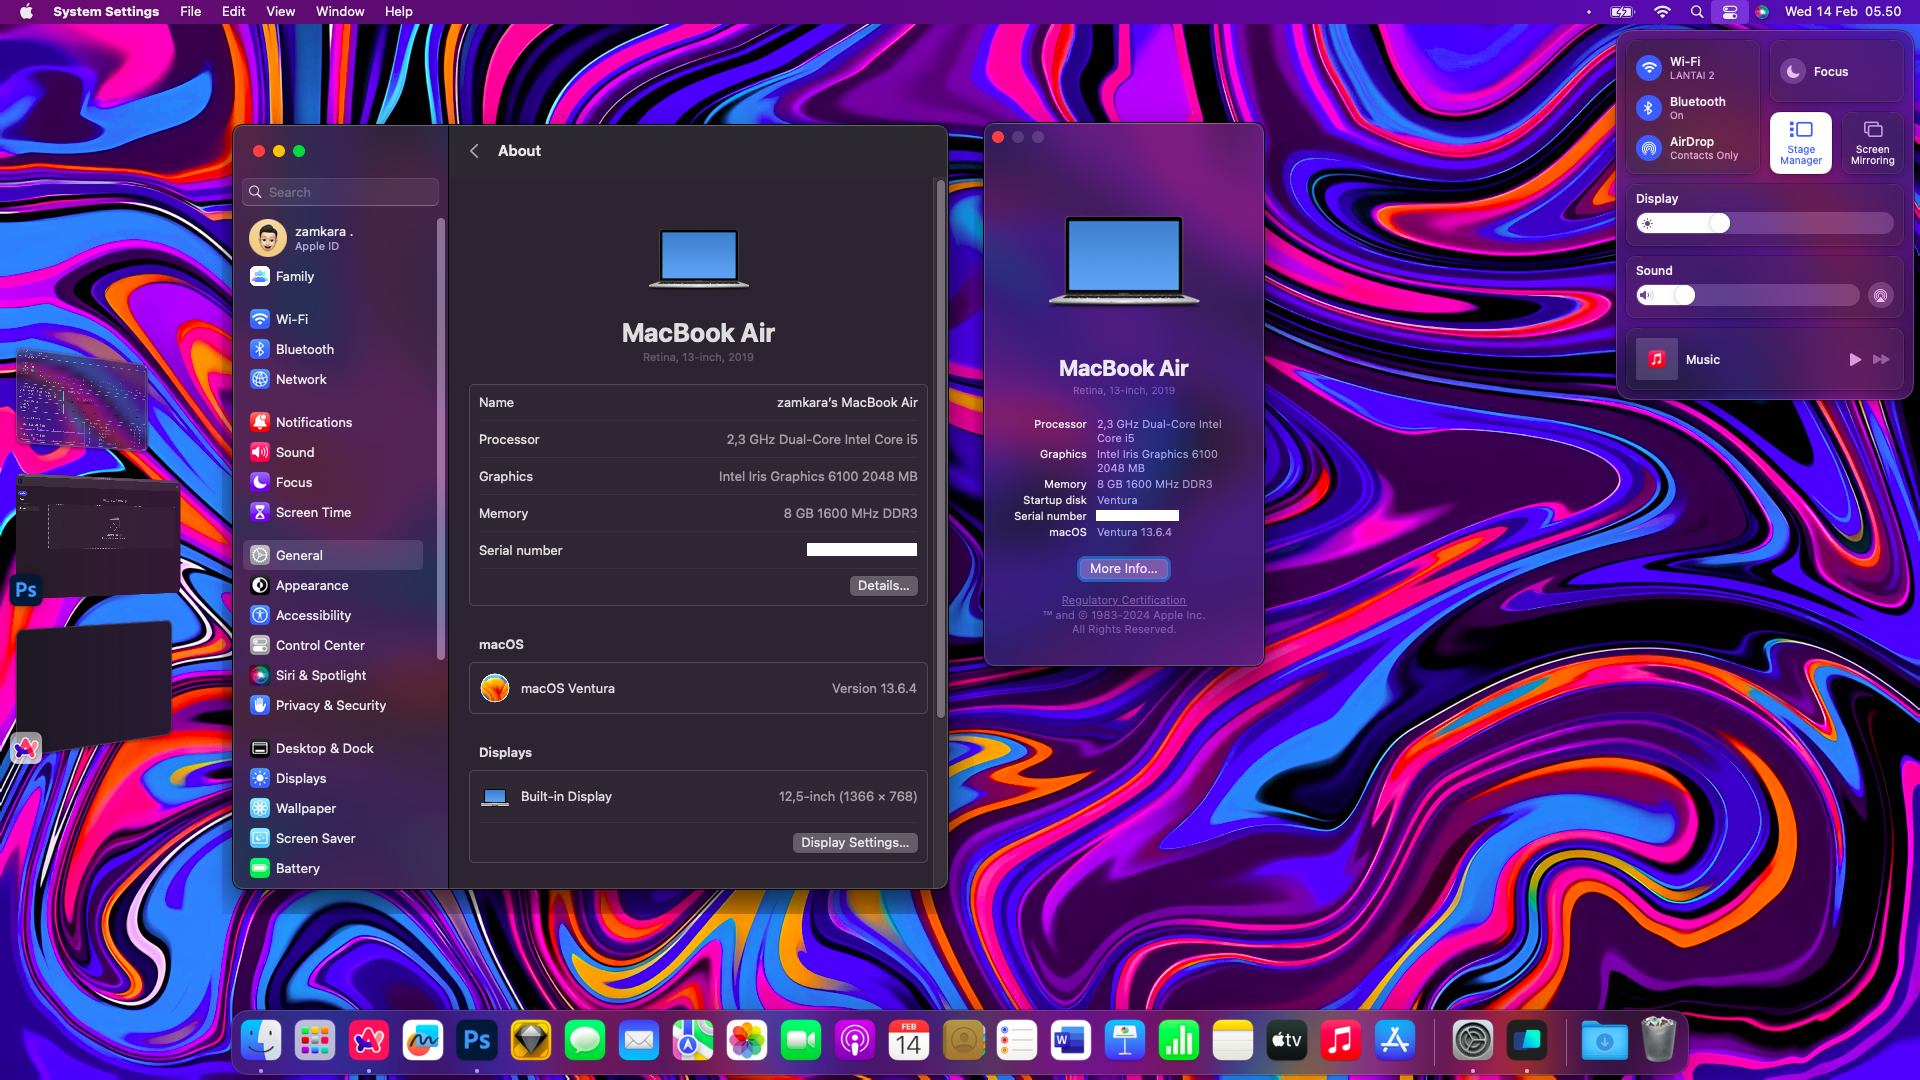 System Settings File Edit View Window Help
Wed 14 Feb 05.50
Search
zamkara .
Apple ID
Family
Wi-Fi
Bluetooth
Network
Notifications
Sound
Focus
Screen Time
General
Appearance
Accessibility
Control Center
Siri & Spotlight
Privacy & Security
Desktop & Dock
Displays
Wallpaper
Screen Saver
Battery
About
MacBook Air
Retina, 13-inch, 2019
Name zamkara's MacBook Air
Processor 2,3 GHz Dual-Core Intel Core i5
Graphics Intel Iris Graphics 6100 2048 MB
Memory 8 GB 1600 MHz DDR3
Serial number
Details...
macOS
macOS Ventura Version 13.6.4
Displays
Built-in Display 12,5-inch (1366 × 768)
Display Settings...
MacBook Air
Retina, 13-inch, 2019
Processor 2,3 GHz Dual-Core Intel
Core i5
Graphics Intel Iris Graphics 6100
2048 MB
Memory 8 GB 1600 MHz DDR3
Startup disk Ventura
Serial number
macOS Ventura 13.6.4
More Info...
Regulatory Certification
™ and © 1983-2024 Apple Inc.
All Rights Reserved.
Wi-Fi
LANTAI 2
Bluetooth
On
AirDrop
Contacts Only
Focus
Stage
Manager
Screen
Mirroring
Display
Sound
Music
Ps
Ps
FEB
14
W
tv